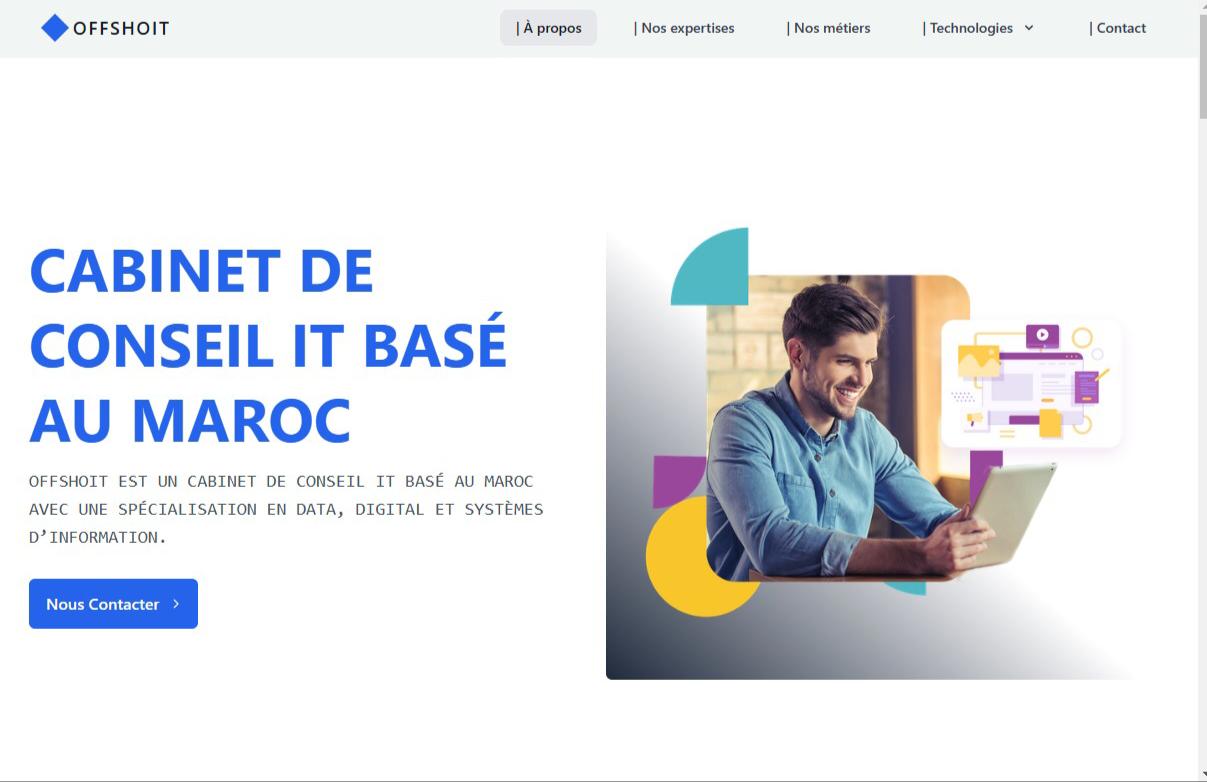 OFFSHOIT
| À propos
| Nos expertises
| Nos métiers
| Technologies
| Contact
CABINET DE
CONSEIL IT BASÉ
AU MAROC
OFFSHOIT EST UN CABINET DE CONSEIL IT BASÉ AU MAROC
AVEC UNE SPÉCIALISATION EN DATA, DIGITAL ET SYSTÈMES
D’INFORMATION.
Nous Contacter